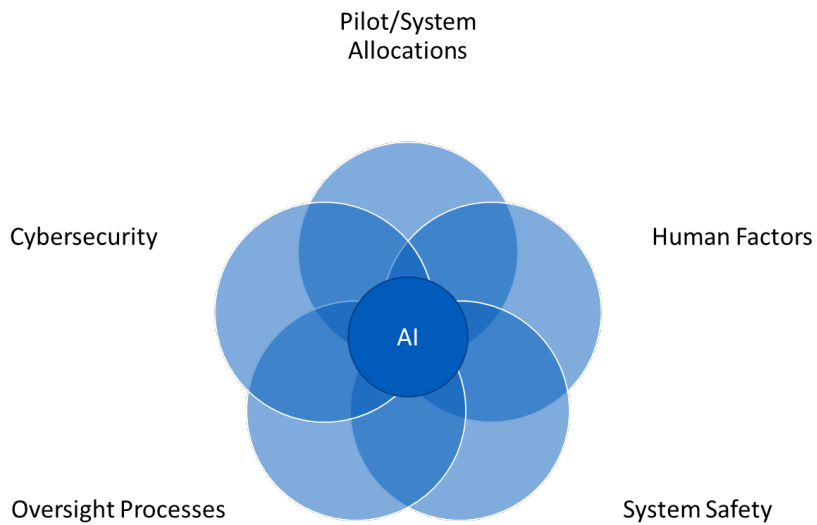 Pilot/System
Allocations
Cybersecurity
Human Factors
AI
Oversight Processes
System Safety